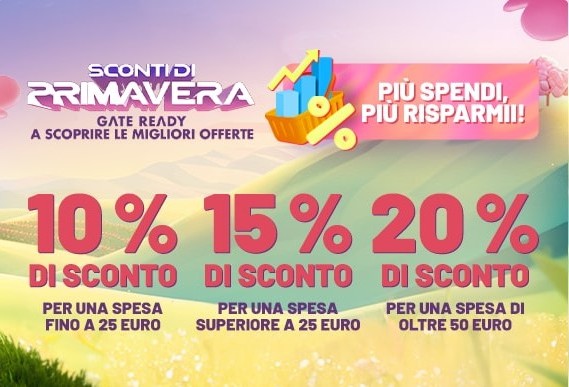 SCONTI DI
PRIMAVERA
GATE READY
A SCOPRIRE LE MIGLIORI OFFERTE
PIÙ SPENDI,
PIÙ RISPARMII!
10 %
DI SCONTO
PER UNA SPESA
FINO A 25 EURO
15 %
DI SCONTO
PER UNA SPESA
SUPERIORE A 25 EURO
20 %
DI SCONTO
PER UNA SPESA DI
OLTRE 50 EURO